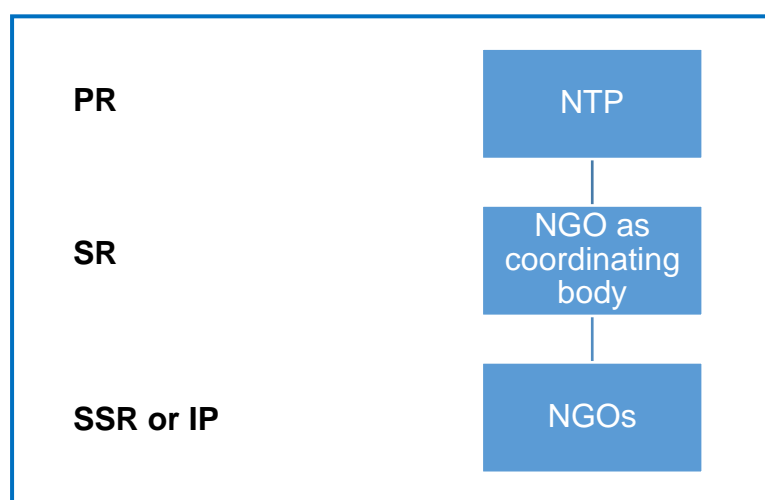 PR
NTP
SR
NGO as
coordinating
body
SSR or IP
NGOs